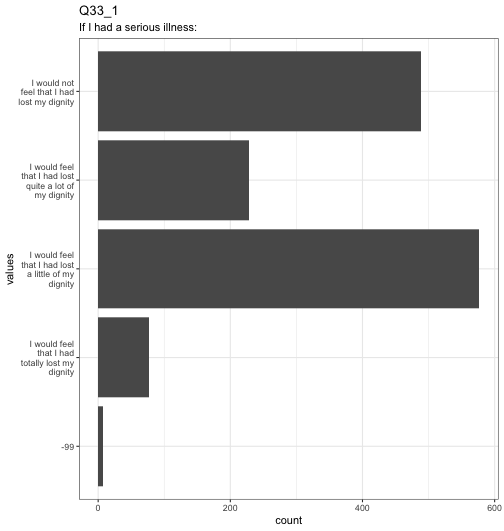 Q33_1
If I had a serious illness:
I would not
feel that I had
lost my dignity
I would feel
that I had lost
quite a lot of
my dignity
I would feel
that I had lost
a little of my
dignity
I would feel
that I had
totally lost my
dignity
-99
values
0
200
400
600
count